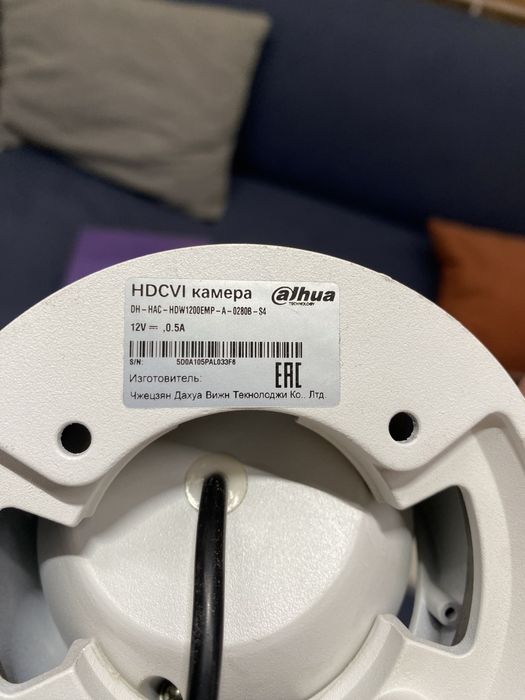 HDCVI камера
alhua
TECHNOLOGY
DH-HAC-HDW1200EMP-A-0280B-S4
12V ⎓ ,0.5A
S/N: 5D0A105PAL033F6
Изготовитель:
EAC
Чжецзян Дахуа Вижн Текнолоджи Ко., Лтд